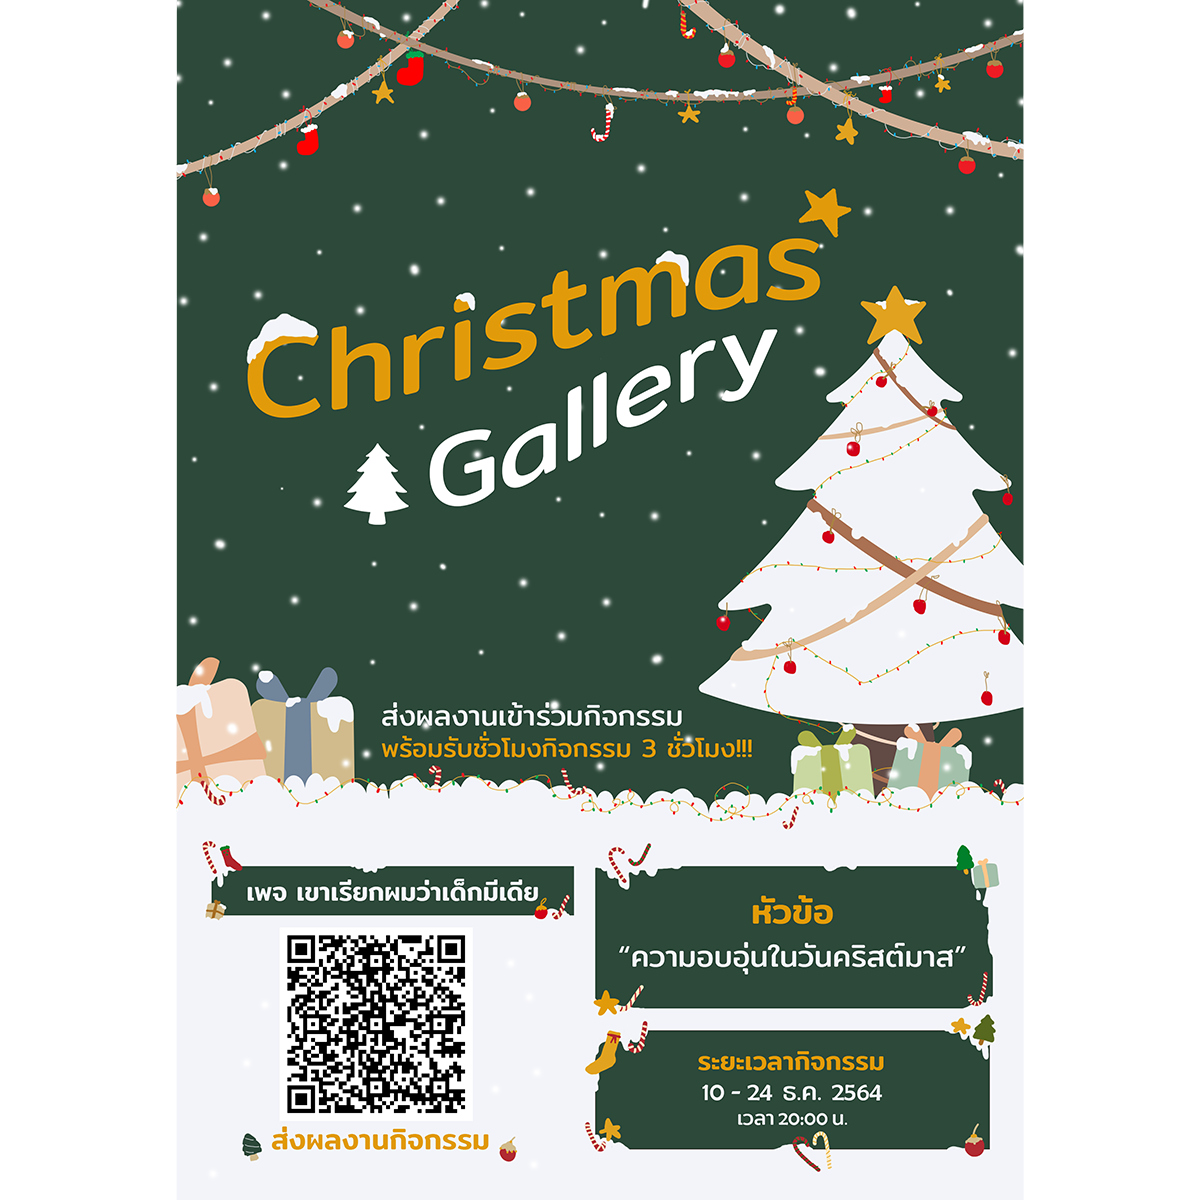 Christmas
Gallery
ส่งผลงานเข้าร่วมกิจกรรม
พร้อมรับชั่วโมงกิจกรรม 3 ชั่วโมง!!!
เพจ เขาเรียกผมว่าเด็กมีเดีย
ส่งผลงานกิจกรรม
หัวข้อ
“ความอบอุ่นในวันคริสต์มาส”
ระยะเวลากิจกรรม
10 - 24 ธ.ค. 2564
เวลา 20:00 น.